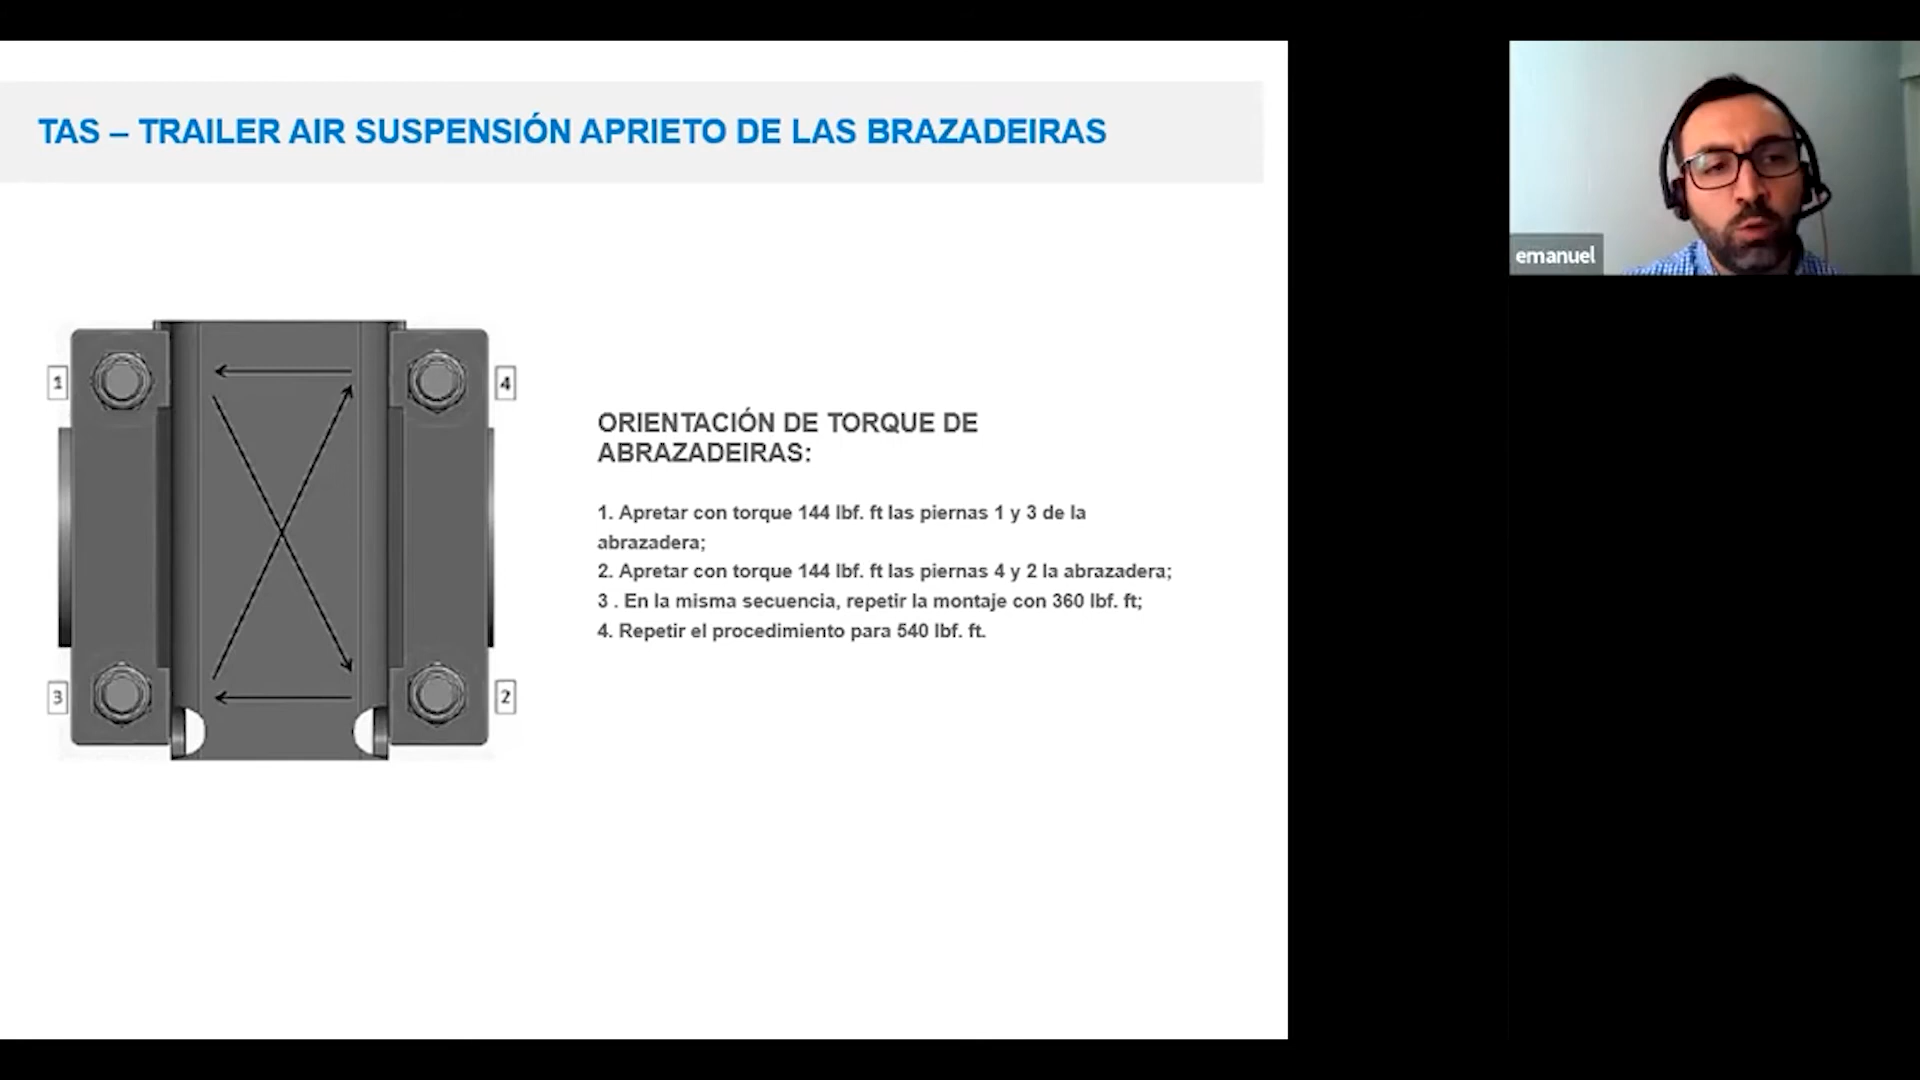 TAS – TRAILER AIR SUSPENSIÓN APRIETO DE LAS BRAZADEIRAS
emanuel
1
4
3
2
ORIENTACIÓN DE TORQUE DE
ABRAZADEIRAS:
1. Apretar con torque 144 lbf. ft las piernas 1 y 3 de la
abrazadera;
2. Apretar con torque 144 lbf. ft las piernas 4 y 2 la abrazadera;
3 . En la misma secuencia, repetir la montaje con 360 lbf. ft;
4. Repetir el procedimiento para 540 lbf. ft.